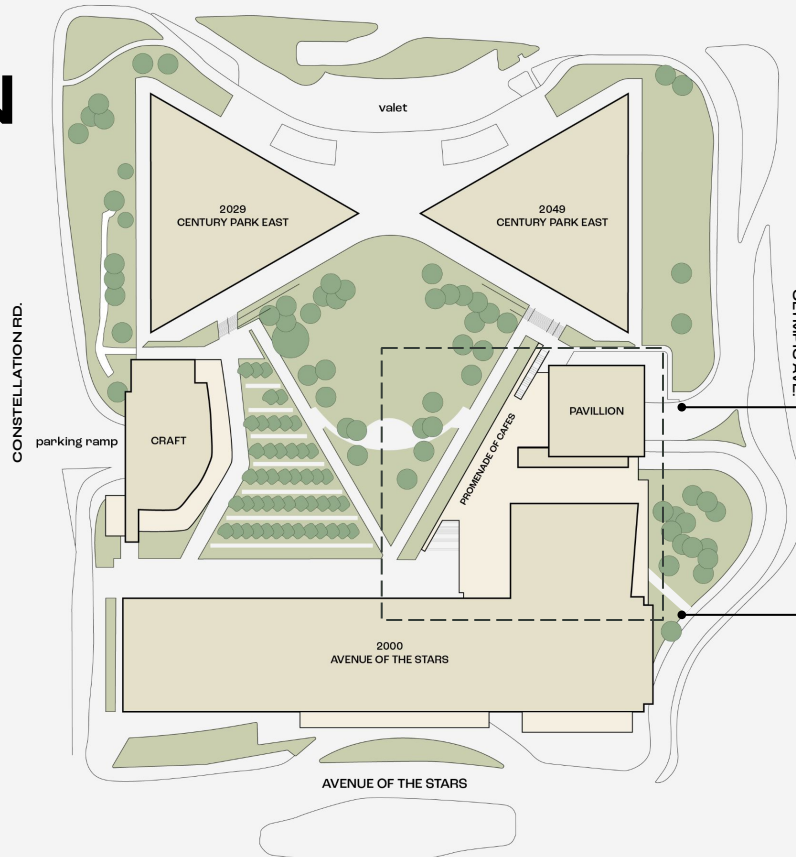 N
valet
2029
CENTURY PARK EAST
2049
CENTURY PARK EAST
CONSTELLATION RD.
parking ramp
CRAFT
PAVILLION
PROMENADE OF CAFES
2000
AVENUE OF THE STARS
AVENUE OF THE STARS